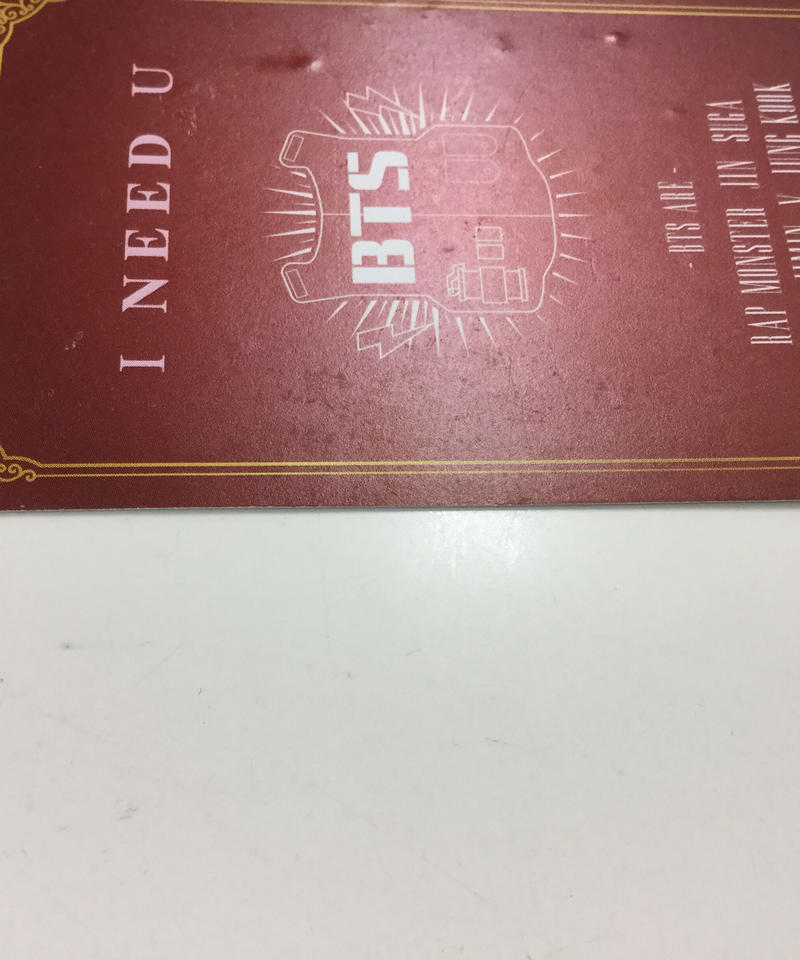 I NEED U
BTS
- BTS ARE -
RAP MONSTER JIN SUGA
V JUNG KOOK